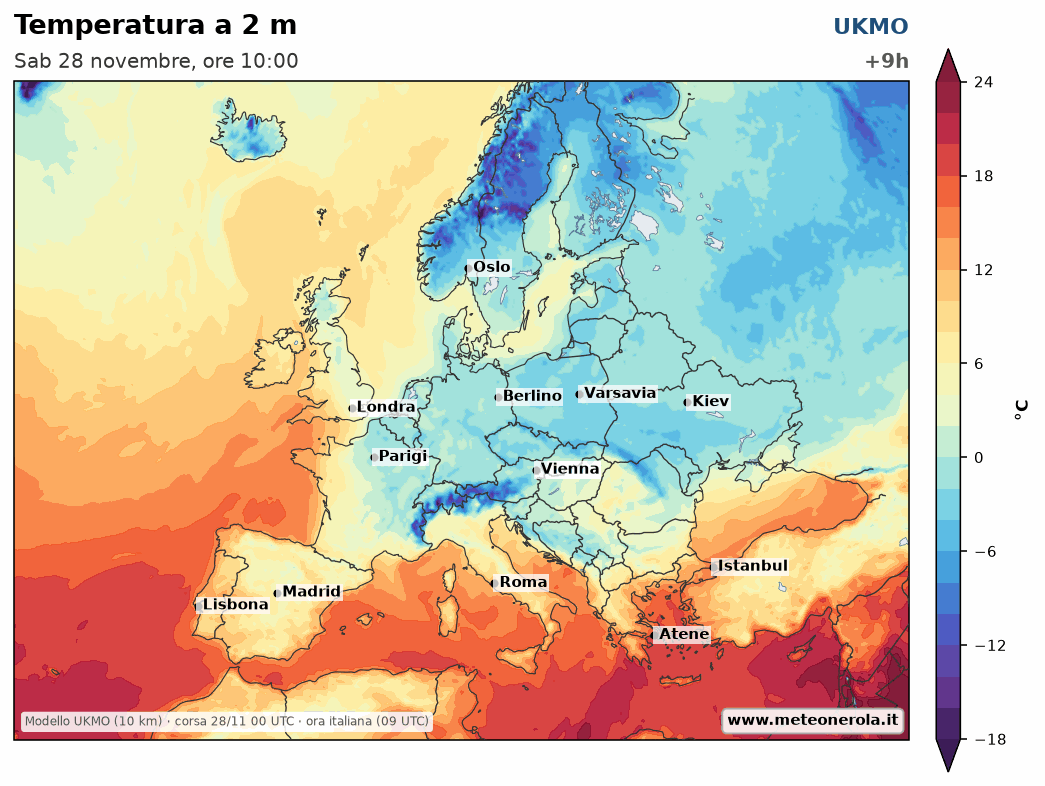 Temperatura a 2 m
UKMO
Sab 28 novembre, ore 10:00
+9h
Oslo
Londra
Berlino
Varsavia
Kiev
Parigi
Vienna
Istanbul
Roma
Madrid
Lisbona
Atene
Modello UKMO (10 km) · corsa 28/11 00 UTC · ora italiana (09 UTC)
www.meteonerola.it
24
18
12
6
0
−6
−12
−18
°C